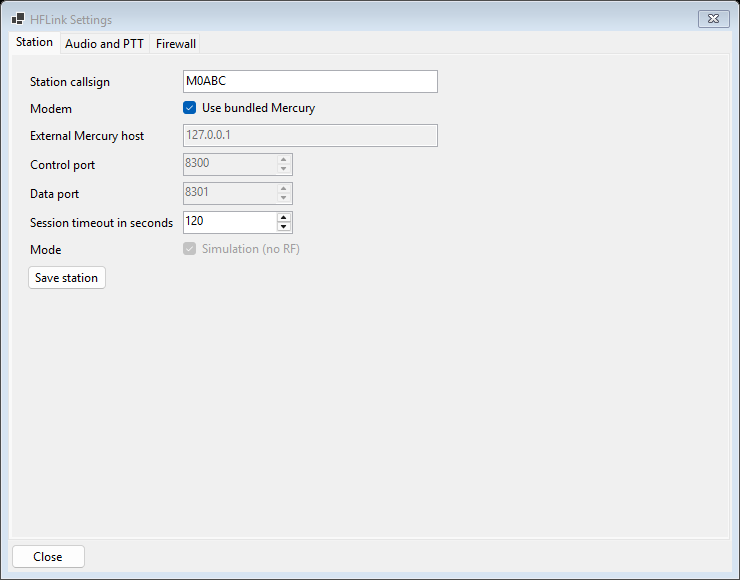 HFLink Settings
Station Audio and PTT Firewall
Station callsign M0ABC
Modem Use bundled Mercury
External Mercury host 127.0.0.1
Control port 8300
Data port 8301
Session timeout in seconds 120
Mode Simulation (no RF)
Save station
Close